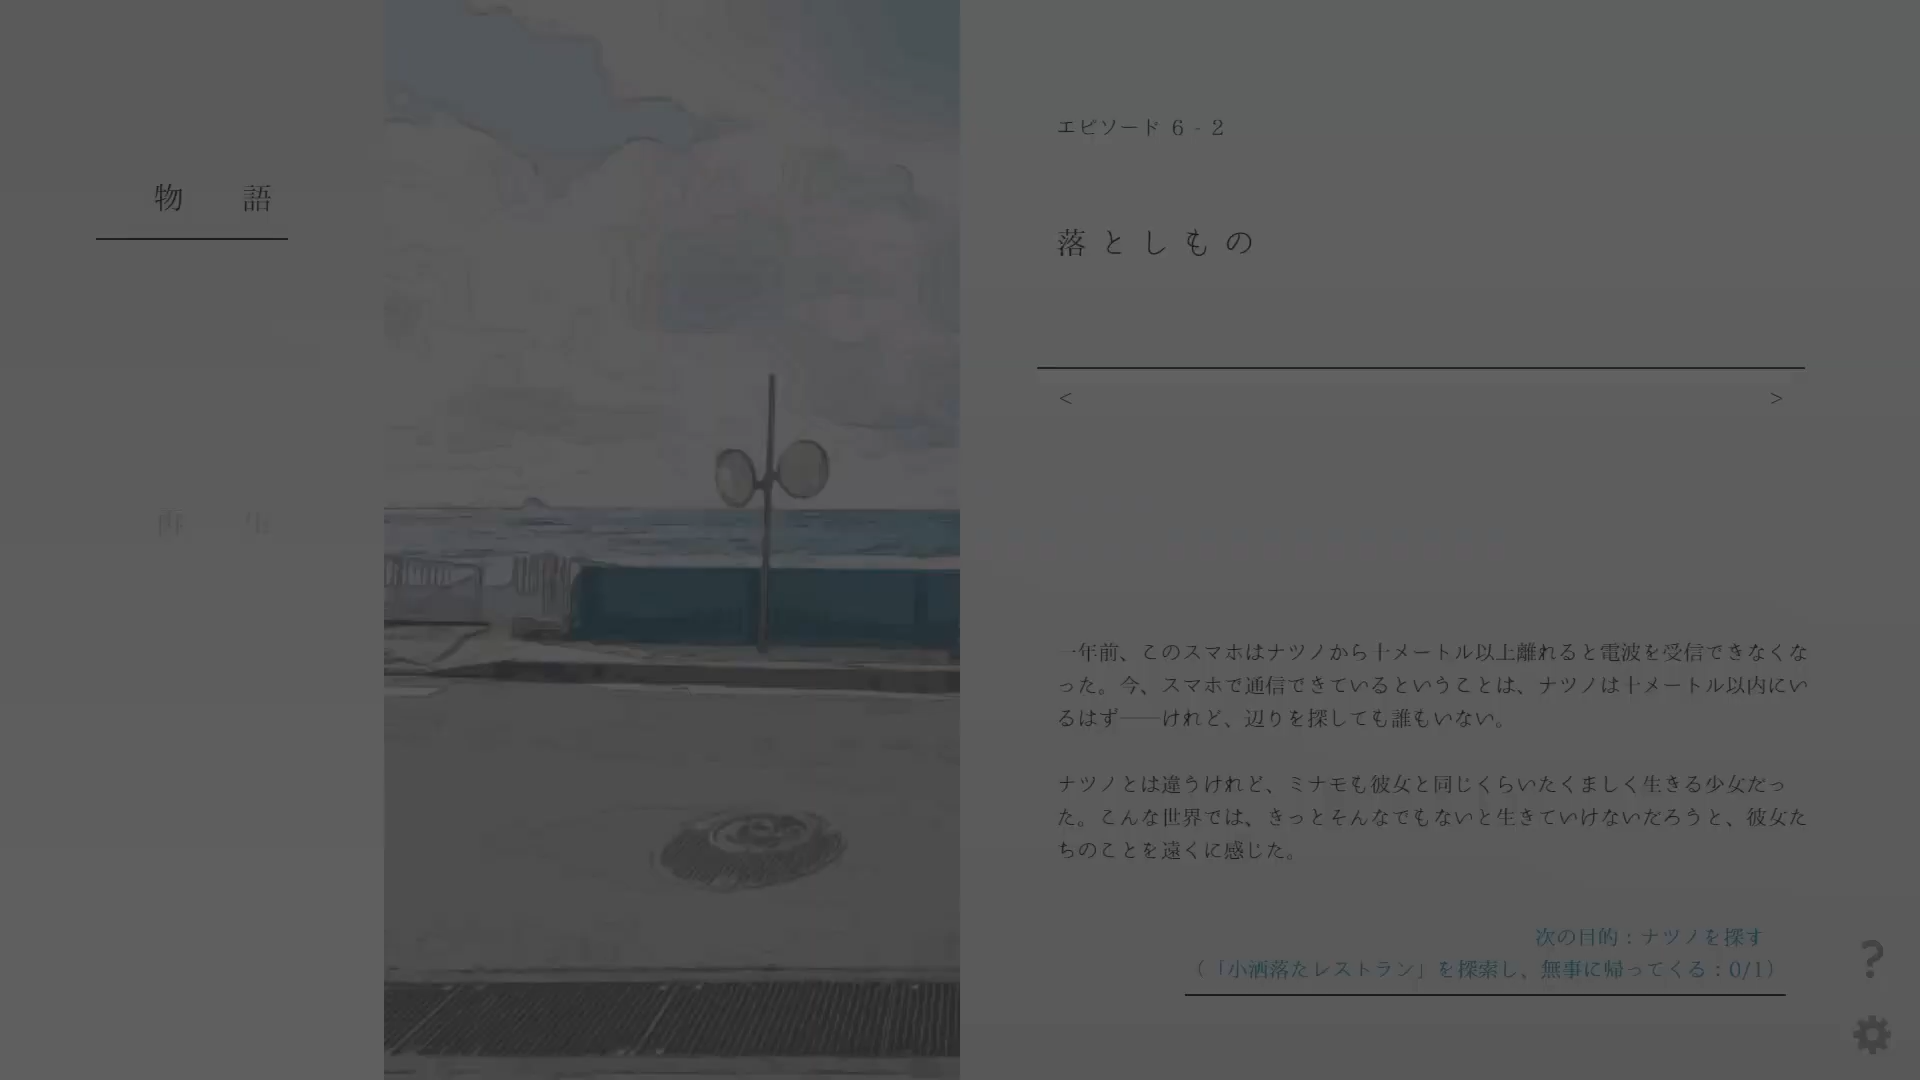 物 語
再 生
エピソード 6 - 2
落としもの
<
>
一年前、このスマホはナツノから十メートル以上離れると電波を受信できなくな
った。今、スマホで通信できているということは、ナツノは十メートル以内にい
るはず──けれど、辺りを探しても誰もいない。
ナツノとは違うけれど、ミナモも彼女と同じくらいたくましく生きる少女だっ
た。こんな世界では、きっとそんなでもないと生きていけないだろうと、彼女た
ちのことを遠くに感じた。
次の目的：ナツノを探す
（「小洒落たレストラン」を探索し、無事に帰ってくる：0/1）
?